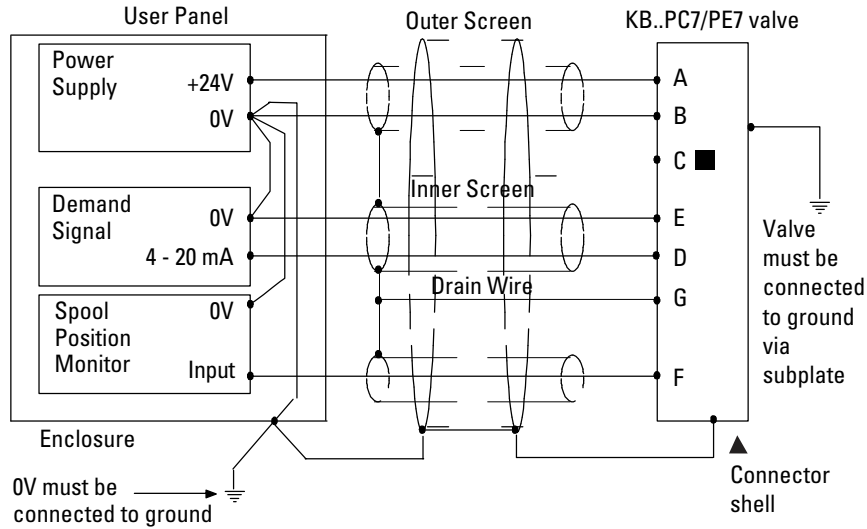 User Panel
Outer Screen
KB..PC7/PE7 valve
Power
Supply
+24V
0V
A
B
C
Demand
Signal
0V
4 - 20 mA
Inner Screen
E
D
Drain Wire
G
Spool
Position
Monitor
0V
Input
F
Valve
must be
connected
to ground
via
subplate
Enclosure
0V must be
connected to ground
Connector
shell